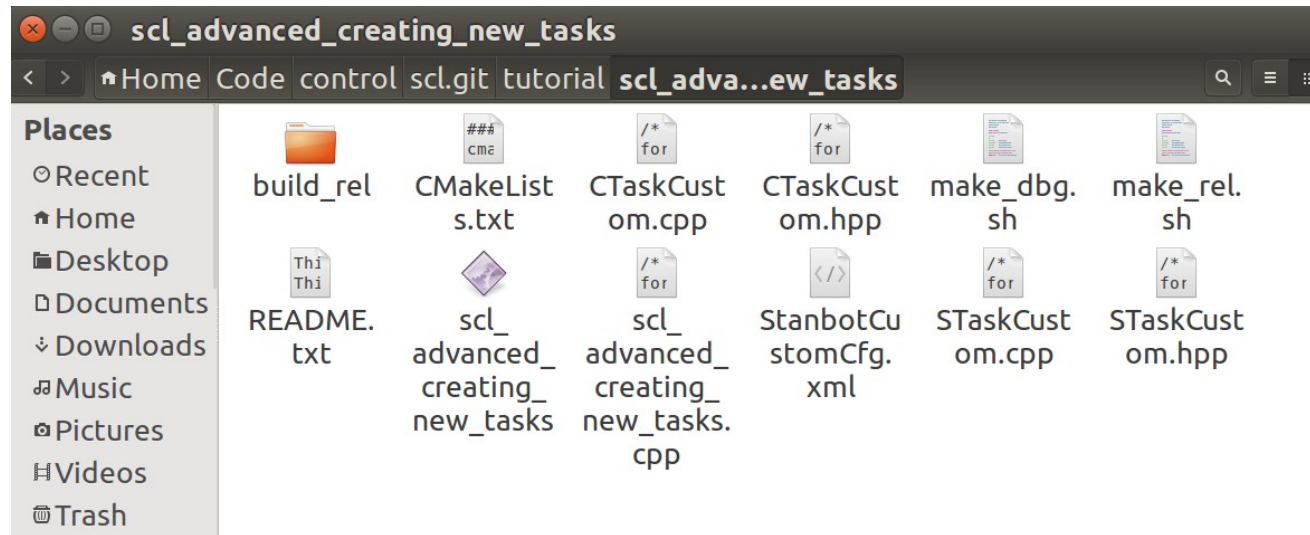 scl_advanced_creating_new_tasks
Home Code control scl.git tutorial scl_adva...ew_tasks
Places
Recent
Home
Desktop
Documents
Downloads
Music
Pictures
Videos
Trash
###
cma
/*
for
/*
for
build_rel
CMakeList
s.txt
CTaskCust
om.cpp
CTaskCust
om.hpp
make_dbg.
sh
make_rel.
sh
Thi
Thi
/*
for
</>
/*
for
/*
for
README.
txt
scl_
advanced_
creating_
new_tasks
scl_
advanced_
creating_
new_tasks.
cpp
StanbotCu
stomCfg.
xml
STaskCust
om.cpp
STaskCust
om.hpp